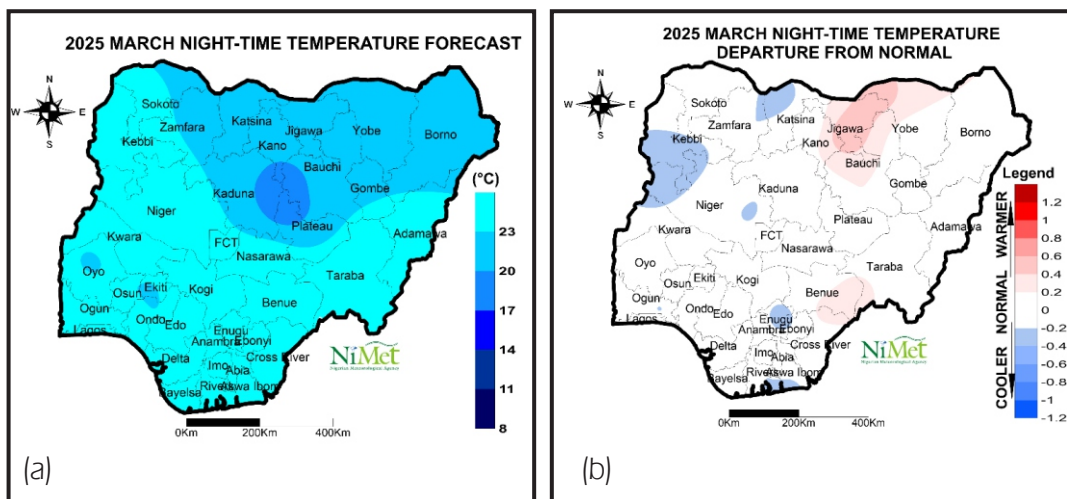 2025 MARCH NIGHT-TIME TEMPERATURE FORECAST
N
W E
S
Sokoto
Zamfara
Katsina
Jigawa
Yobe
Borno
Kebbi
Kano
Bauchi
Kaduna
Gombe
Niger
Plateau
Adamawa
Kwara
FCT
Nasarawa
Oyo
Taraba
Osun
Ekiti
Kogi
Benue
Ogun
Ondo
Edo
Lagos
Enugu
Anambra
Ebonyi
Delta
Imo
Abia
Cross River
Bayelsa
Rivers
Akwa Ibom
NiMet
Nigerian Meteorological Agency
(°C)
23
20
17
14
11
8
0Km 200Km 400Km
(a)
2025 MARCH NIGHT-TIME TEMPERATURE
DEPARTURE FROM NORMAL
N
W E
S
Sokoto
Zamfara
Katsina
Jigawa
Yobe
Borno
Kebbi
Kano
Bauchi
Kaduna
Gombe
Niger
Plateau
Adamawa
Kwara
FCT
Nasarawa
Oyo
Taraba
Osun
Ekiti
Kogi
Benue
Ogun
Ondo
Edo
Lagos
Enugu
Anambra
Ebonyi
Delta
Imo
Abia
Cross River
Bayelsa
Rivers
Akwa Ibom
NiMet
Nigerian Meteorological Agency
Legend
1.2
1
0.8
0.6
0.4
0.2
0
-0.2
-0.4
-0.6
-0.8
-1
-1.2
COOLER NORMAL WARMER
0Km 200Km 400Km
(b)